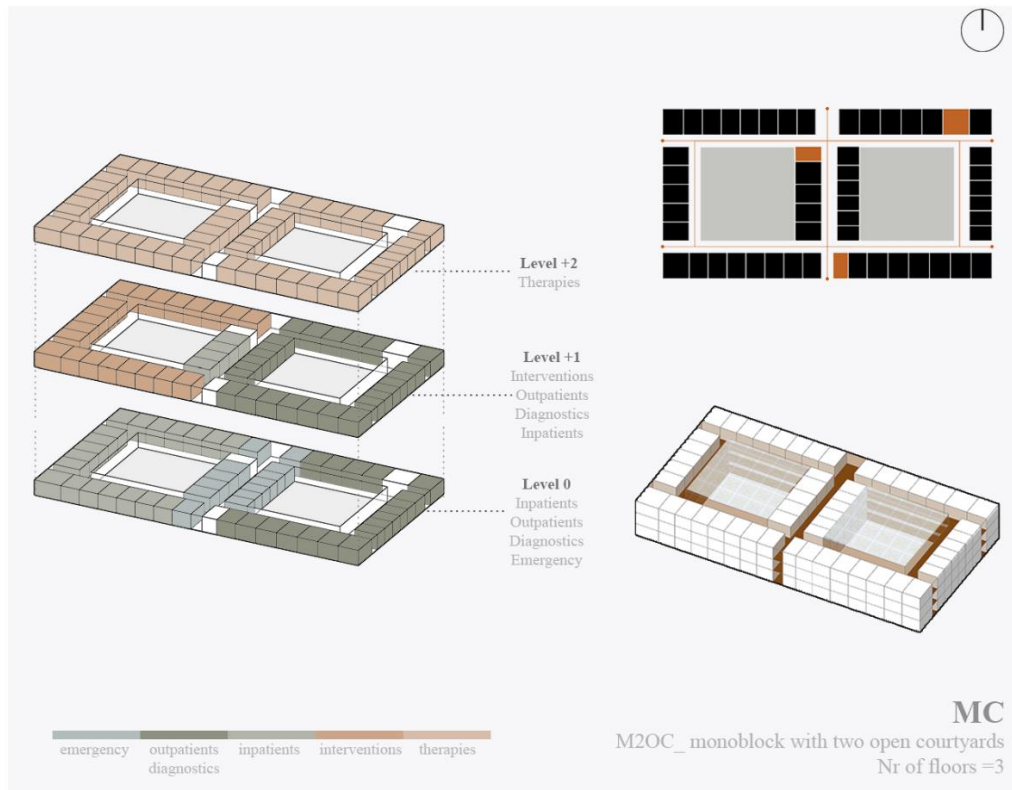 Level +2
Therapies
Level +1
Interventions
Outpatients
Diagnostics
Inpatients
Level 0
Inpatients
Outpatients
Diagnostics
Emergency
emergency outpatients inpatients interventions therapies
diagnostics
MC
M2OC_ monoblock with two open courtyards
Nr of floors =3